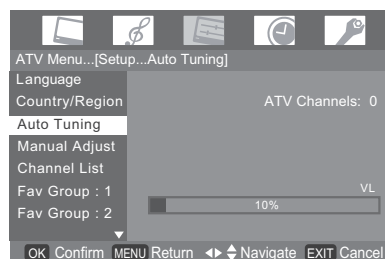 ATV Menu...[Setup...Auto Tuning]
Language
Country/Region
ATV Channels: 0
Auto Tuning
Manual Adjust
Channel List
Fav Group : 1
VL
10%
Fav Group : 2
OK Confirm MENU Return Navigate EXIT Cancel